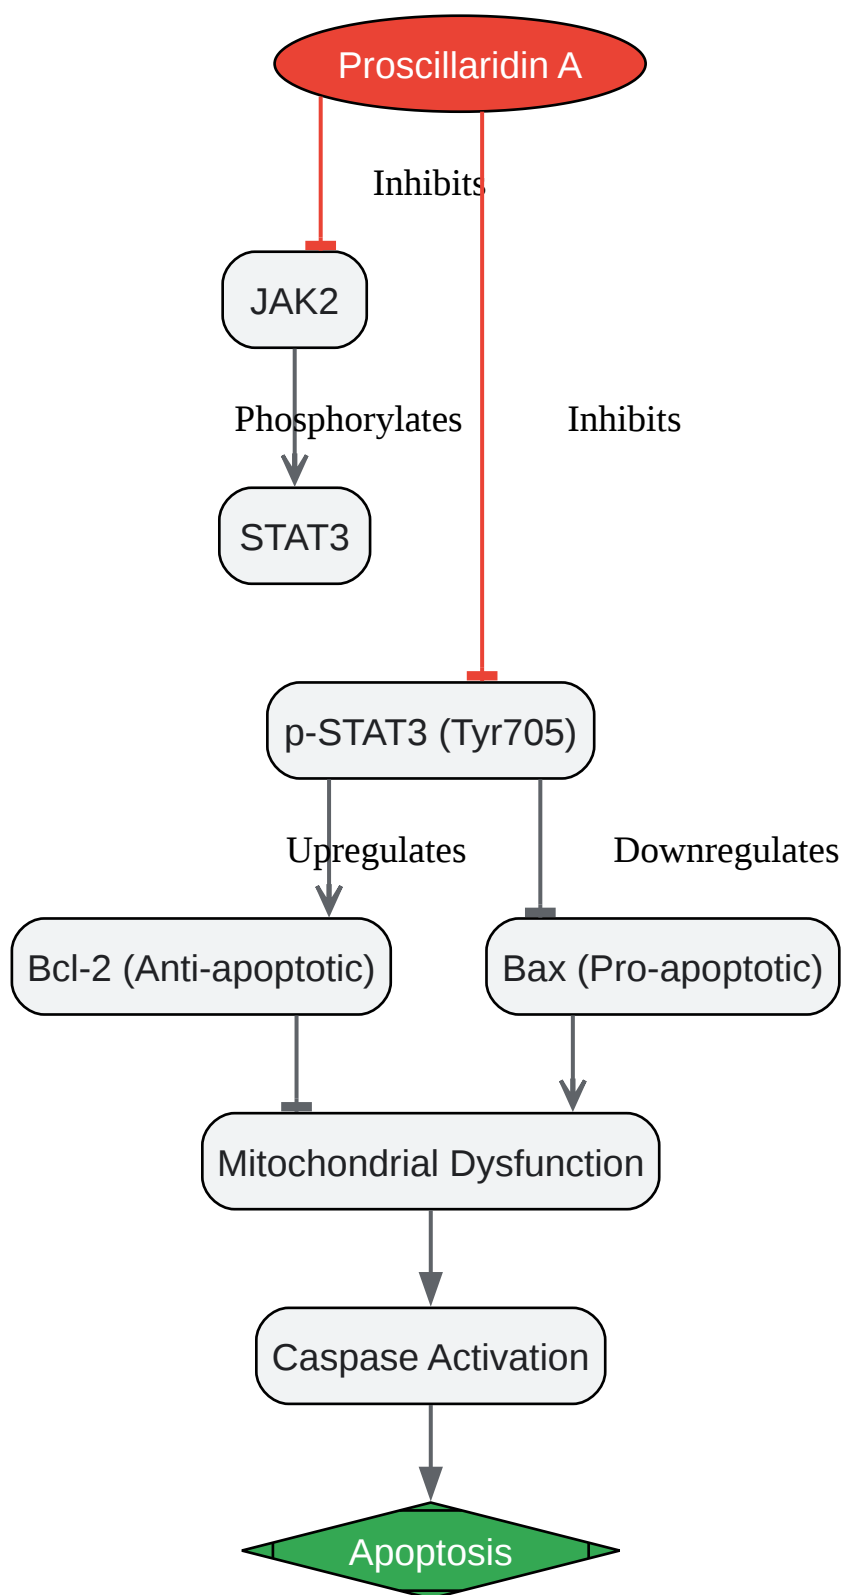 Proscillaridin A
Inhibits
JAK2
Phosphorylates
Inhibits
STAT3
p-STAT3 (Tyr705)
Upregulates
Downregulates
Bcl-2 (Anti-apoptotic)
Bax (Pro-apoptotic)
Mitochondrial Dysfunction
Caspase Activation
Apoptosis